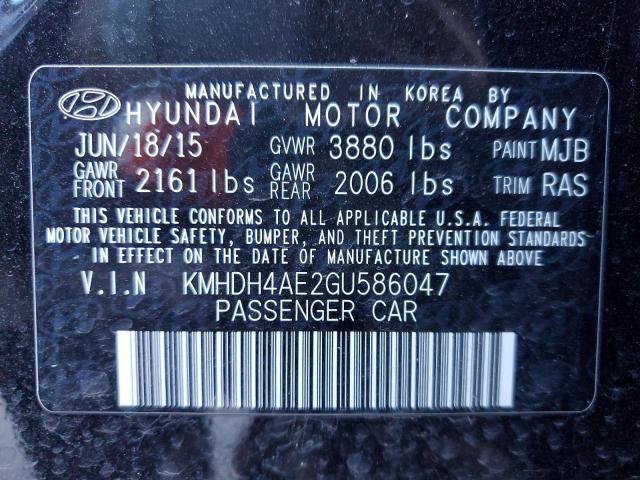 MANUFACTURED IN KOREA BY
HYUNDAI MOTOR COMPANY
JUN/18/15 GVWR 3880 lbs PAINT MJB
GAWR FRONT 2161 lbs GAWR REAR 2006 lbs TRIM RAS
THIS VEHICLE CONFORMS TO ALL APPLICABLE U.S.A. FEDERAL
MOTOR VEHICLE SAFETY, BUMPER, AND THEFT PREVENTION STANDARDS
IN EFFECT ON THE DATE OF MANUFACTURE SHOWN ABOVE.
V.I.N KMHDH4AE2GU586047
PASSENGER CAR